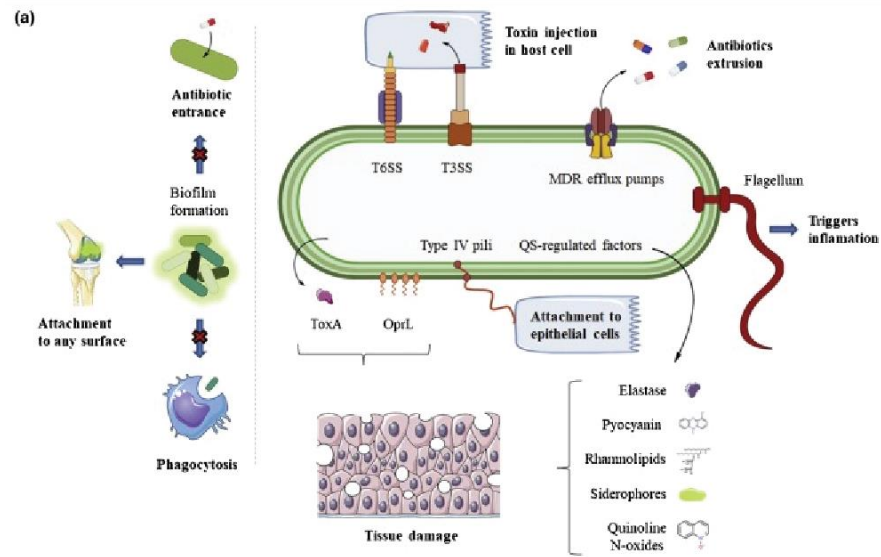 (a)
Antibiotic
entrance
Biofilm
formation
Attachment
to any surface
Phagocytosis
Toxin injection
in host cell
Antibiotics
extrusion
T6SS
T3SS
MDR efflux pumps
Flagellum
Triggers
inflamation
Type IV pili
QS-regulated factors
ToxA
OprL
Attachment to
epithelial cells
Tissue damage
Elastase
Pyocyanin
Rhamnolipids
Siderophores
Quinoline
N-oxides